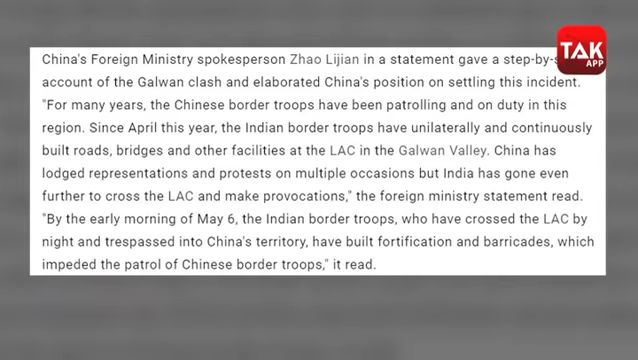 China's Foreign Ministry spokesperson Zhao Lijian in a statement gave a
account of the Galwan clash and elaborated China's position on settling this incident.
"For many years, the Chinese border troops have been patrolling and on duty in this
region. Since April this year, the Indian border troops have unilaterally and continuously
built roads, bridges and other facilities at the LAC in the Galwan Valley. China has
lodged representations and protests on multiple occasions but India has gone even
further to cross the LAC and make provocations," the foreign ministry statement read.
"By the early morning of May 6, the Indian border troops, who have crossed the LAC by
night and trespassed into China's territory, have built fortification and barricades, which
impeded the patrol of Chinese border troops," it read.
TAK
APP